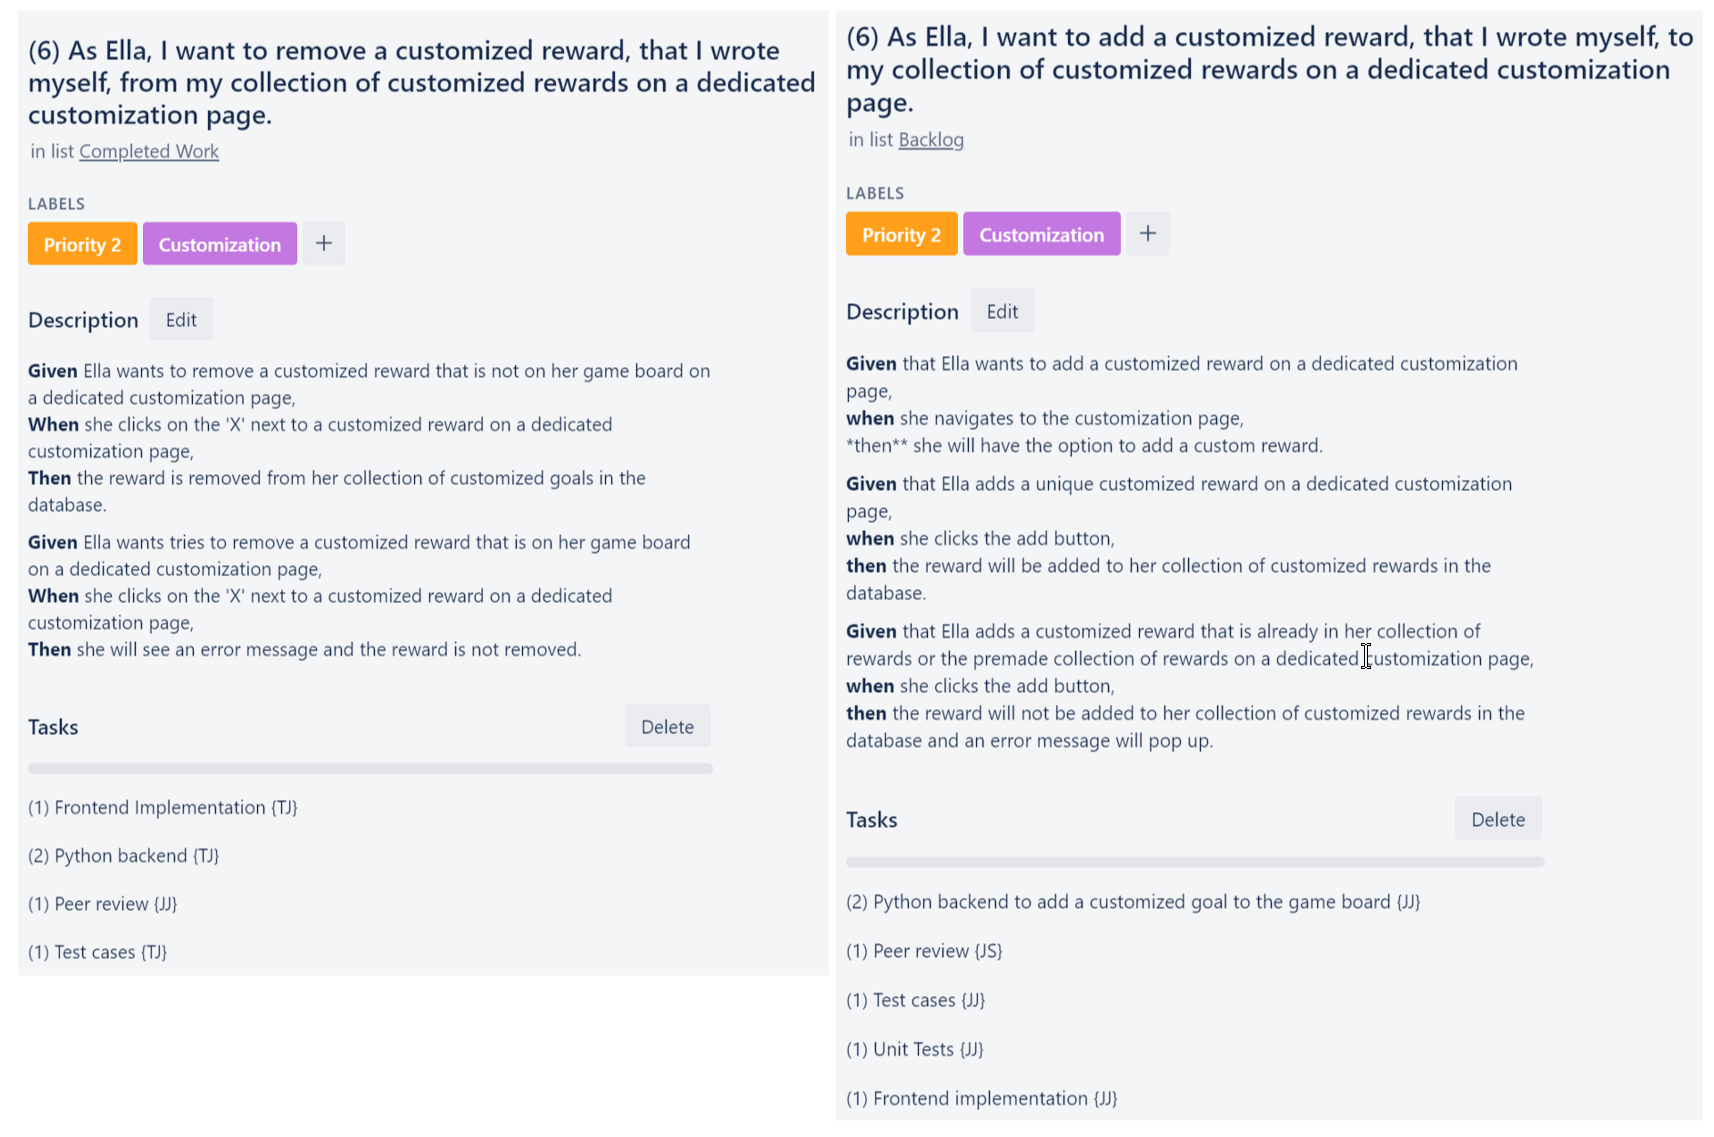 (6) As Ella, I want to remove a customized reward, that I wrote
myself, from my collection of customized rewards on a dedicated
customization page.
in list Completed Work
LABELS
Priority 2
Customization
+
Description
Edit
Given Ella wants to remove a customized reward that is not on her game board on
a dedicated customization page,
When she clicks on the 'X' next to a customized reward on a dedicated
customization page,
Then the reward is removed from her collection of customized goals in the
database.
Given Ella wants tries to remove a customized reward that is on her game board
on a dedicated customization page,
When she clicks on the 'X' next to a customized reward on a dedicated
customization page,
Then she will see an error message and the reward is not removed.
Tasks
Delete
(1) Frontend Implementation {TJ}
(2) Python backend {TJ}
(1) Peer review {JJ}
(1) Test cases {TJ}
(6) As Ella, I want to add a customized reward, that I wrote myself, to
my collection of customized rewards on a dedicated customization
page.
in list Backlog
LABELS
Priority 2
Customization
+
Description
Edit
Given that Ella wants to add a customized reward on a dedicated customization
page,
when she navigates to the customization page,
*then** she will have the option to add a custom reward.
Given that Ella adds a unique customized reward on a dedicated customization
page,
when she clicks the add button,
then the reward will be added to her collection of customized rewards in the
database.
Given that Ella adds a customized reward that is already in her collection of
rewards or the premade collection of rewards on a dedicated customization page,
when she clicks the add button,
then the reward will not be added to her collection of customized rewards in the
database and an error message will pop up.
Tasks
Delete
(2) Python backend to add a customized goal to the game board {JJ}
(1) Peer review {JS}
(1) Test cases {JJ}
(1) Unit Tests {JJ}
(1) Frontend implementation {JJ}